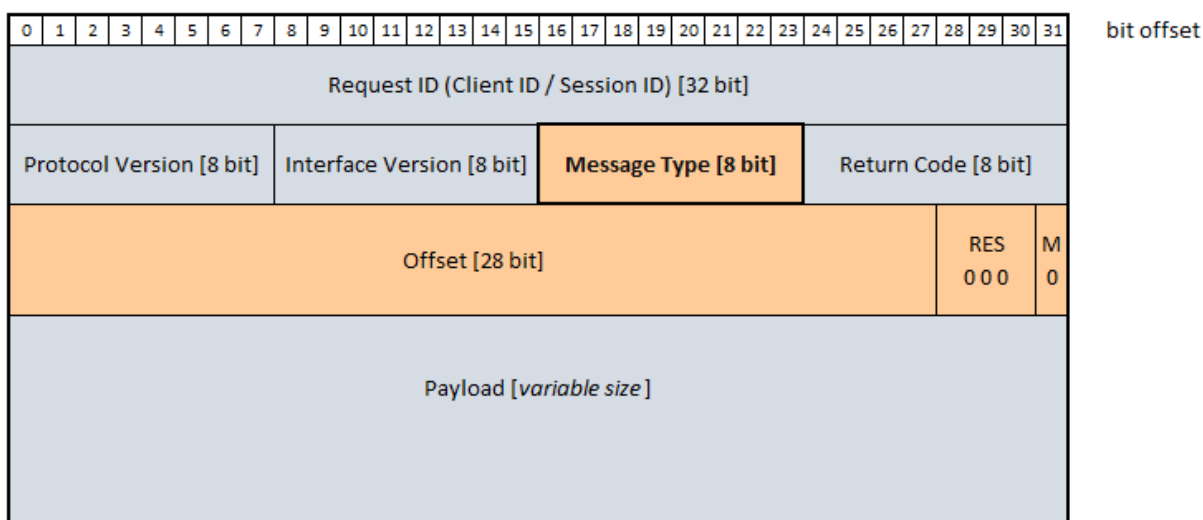 0 1 2 3 4 5 6 7 8 9 10 11 12 13 14 15 16 17 18 19 20 21 22 23 24 25 26 27 28 29 30 31 bit offset
Request ID (Client ID / Session ID) [32 bit]
Protocol Version [8 bit] Interface Version [8 bit] Message Type [8 bit] Return Code [8 bit]
Offset [28 bit] RES M
0 0 0 0
Payload [variable size]